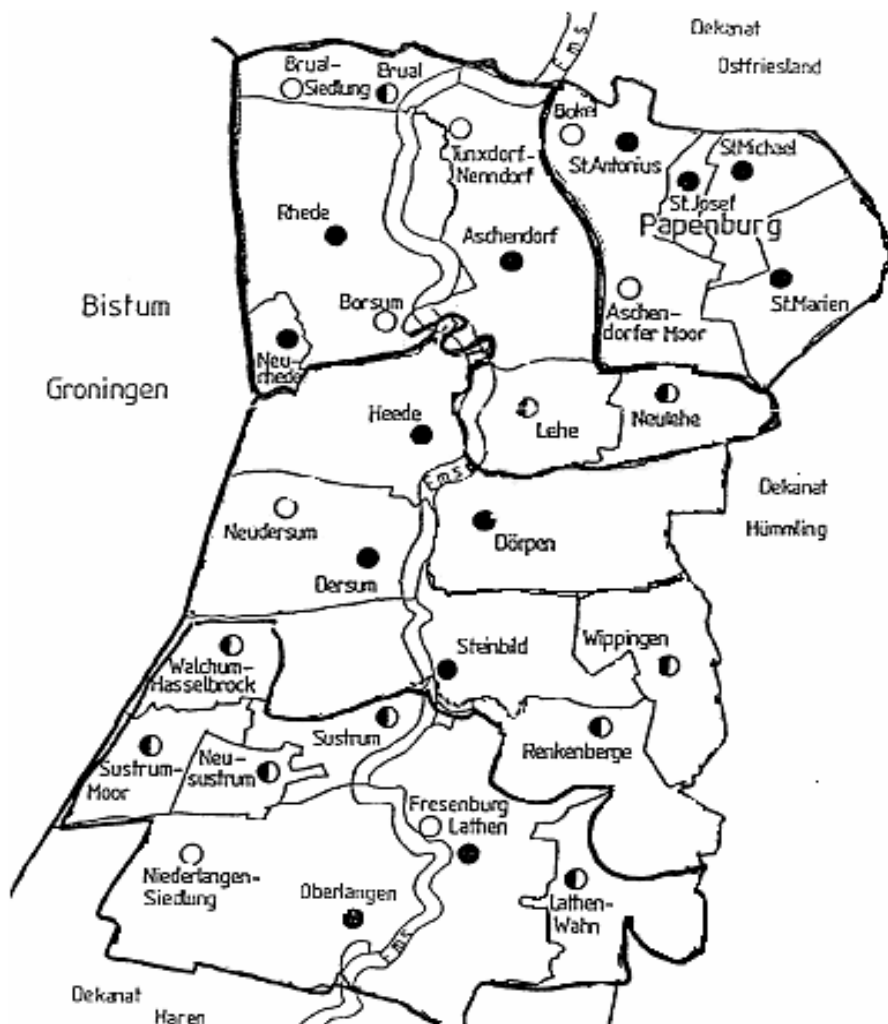 Dekanat
Ostfriesland
Ems
Brual-
Siedlung
Brual
Bokel
Tunxdorf-
Nenndorf
St.Antonius
St.Michael
St.Josef
Papenburg
Rhede
Aschendorf
St.Marien
Bistum
Borsum
Aschen-
dorfer Moor
Neu-
rhede
Groningen
Heede
Lehe
Neulehe
Ems
Dekanat
Hümmling
Neudersum
Dörpen
Dersum
Steinbild
Wippingen
Walchum-
Hasselbrock
Sustrum
Renkenberge
Sustrum-
Moor
Neu-
sustrum
Fresenburg
Lathen
Niederlangen-
Siedlung
Oberlangen
Lathen-
Wahn
Ems
Dekanat
Haren